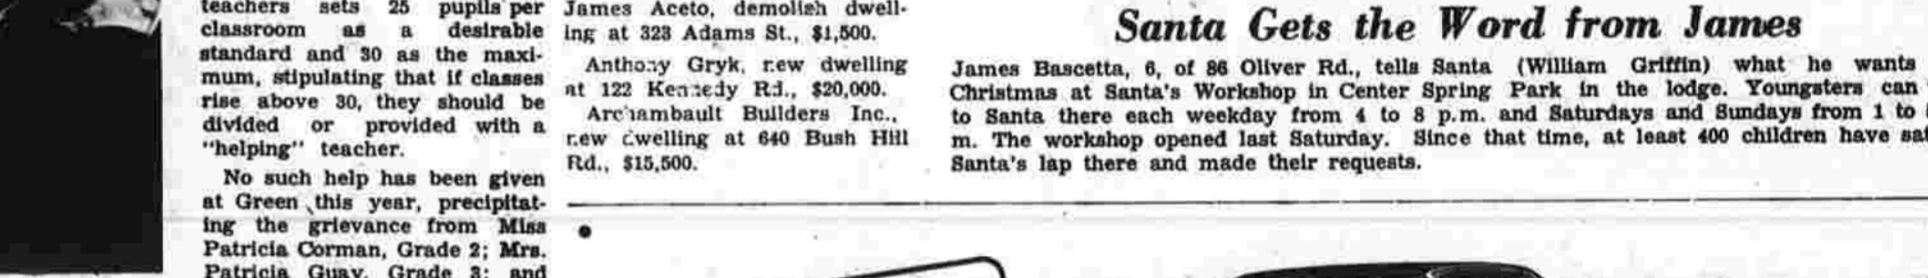 teachers sets 25 pupils per
classroom as a desirable
standard and 30 as the maxi-
mum, stipulating that if classes
rise above 30, they should be
divided or provided with a
"helping" teacher.
No such help has been given
at Green this year, precipitat-
ing the grievance from Miss
Patricia Corman, Grade 2; Mrs.
Patricia Guay, Grade 3; and
James Aceto, demolish dwell-
ing at 323 Adams St., $1,500.
Anthony Gryk, new dwelling
at 122 Kennedy Rd., $20,000.
Archambault Builders Inc.,
new dwelling at 640 Bush Hill
Rd., $15,500.
Santa Gets the Word from James
James Bascetta, 6, of 86 Oliver Rd., tells Santa (William Griffin) what he wants
Christmas at Santa's Workshop in Center Spring Park in the lodge. Youngsters can
to Santa there each weekday from 4 to 8 p.m. and Saturdays and Sundays from 1 to
m. The workshop opened last Saturday. Since that time, at least 400 children have sat
Santa's lap there and made their requests.